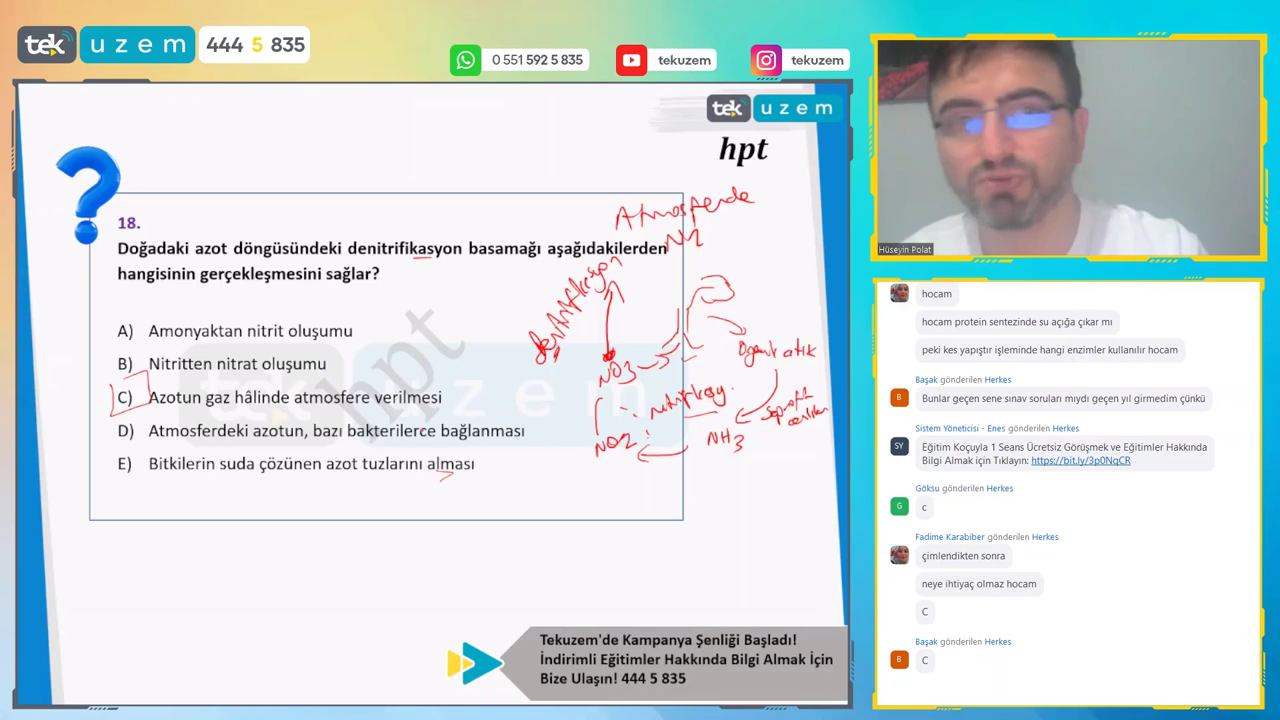 tek
uzem
444 5 835
0 551 592 5 835
tekuzem
tekuzem
tek
uzem
hpt
18.
Doğadaki azot döngüsündeki denitrifikasyon basamağı aşağıdakilerden
hangisinin gerçekleşmesini sağlar?
A) Amonyaktan nitrit oluşumu
B) Nitritten nitrat oluşumu
C) Azotun gaz hâlinde atmosfere verilmesi
D) Atmosferdeki azotun, bazı bakterilerce bağlanması
E) Bitkilerin suda çözünen azot tuzlarını alması
Atmosferde
N2
NO3
Organik atık
NO2
NH3
hpt
tek uzem
Tekuzem'de Kampanya Şenliği Başladı!
İndirimli Eğitimler Hakkında Bilgi Almak İçin
Bize Ulaşın! 444 5 835
Hüseyin Polat
hocam
hocam protein sentezinde su açığa çıkar mı
peki kes yapıştır işleminde hangi enzimler kullanılır hocam
Başak gönderilen Herkes
B
Bunlar geçen sene sınav soruları mıydı geçen yıl girmedim çünkü
Sistem Yöneticisi - Enes gönderilen Herkes
SY
Eğitim Koçuyla 1 Seans Ücretsiz Görüşmek ve Eğitimler Hakkında
Bilgi Almak için Tıklayın: https://bit.ly/3p0NqCR
Göksu gönderilen Herkes
G
c
Fadime Karabiber gönderilen Herkes
çimlendikten sonra
neye ihtiyaç olmaz hocam
C
Başak gönderilen Herkes
B
C